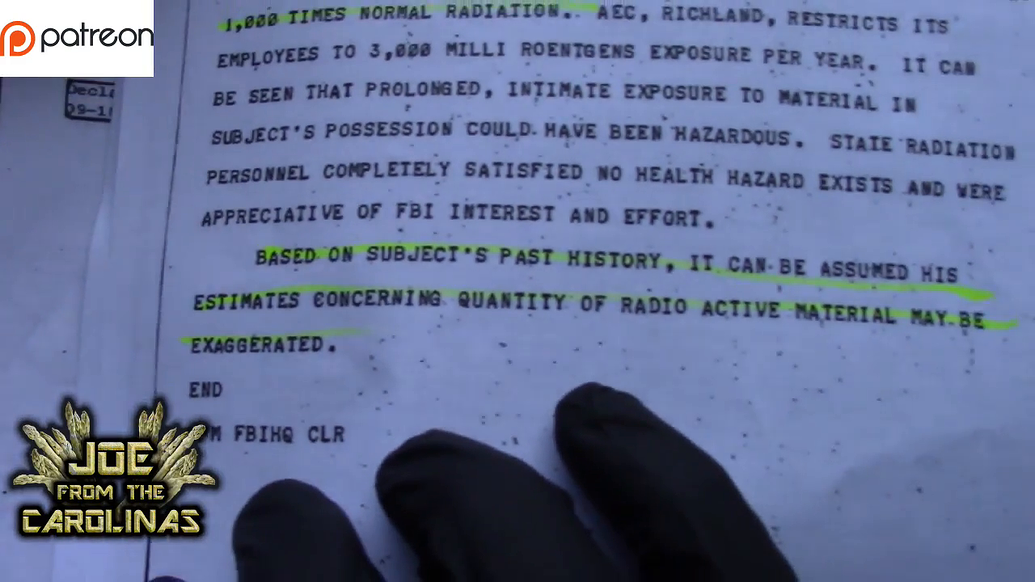 patreon
1,000 TIMES NORMAL RADIATION. AEC, RICHLAND, RESTRICTS ITS
EMPLOYEES TO 3,000 MILLI ROENTGENS EXPOSURE PER YEAR. IT CAN
BE SEEN THAT PROLONGED, INTIMATE EXPOSURE TO MATERIAL IN
SUBJECT'S POSSESSION COULD HAVE BEEN HAZARDOUS. STATE RADIATION
PERSONNEL COMPLETELY SATISFIED NO HEALTH HAZARD EXISTS AND WERE
APPRECIATIVE OF FBI INTEREST AND EFFORT.
BASED ON SUBJECT'S PAST HISTORY, IT CAN BE ASSUMED HIS
ESTIMATES CONCERNING QUANTITY OF RADIO ACTIVE MATERIAL MAY BE
EXAGGERATED.
END
FBIHQ CLR
JOE
FROM THE
CAROLINAS